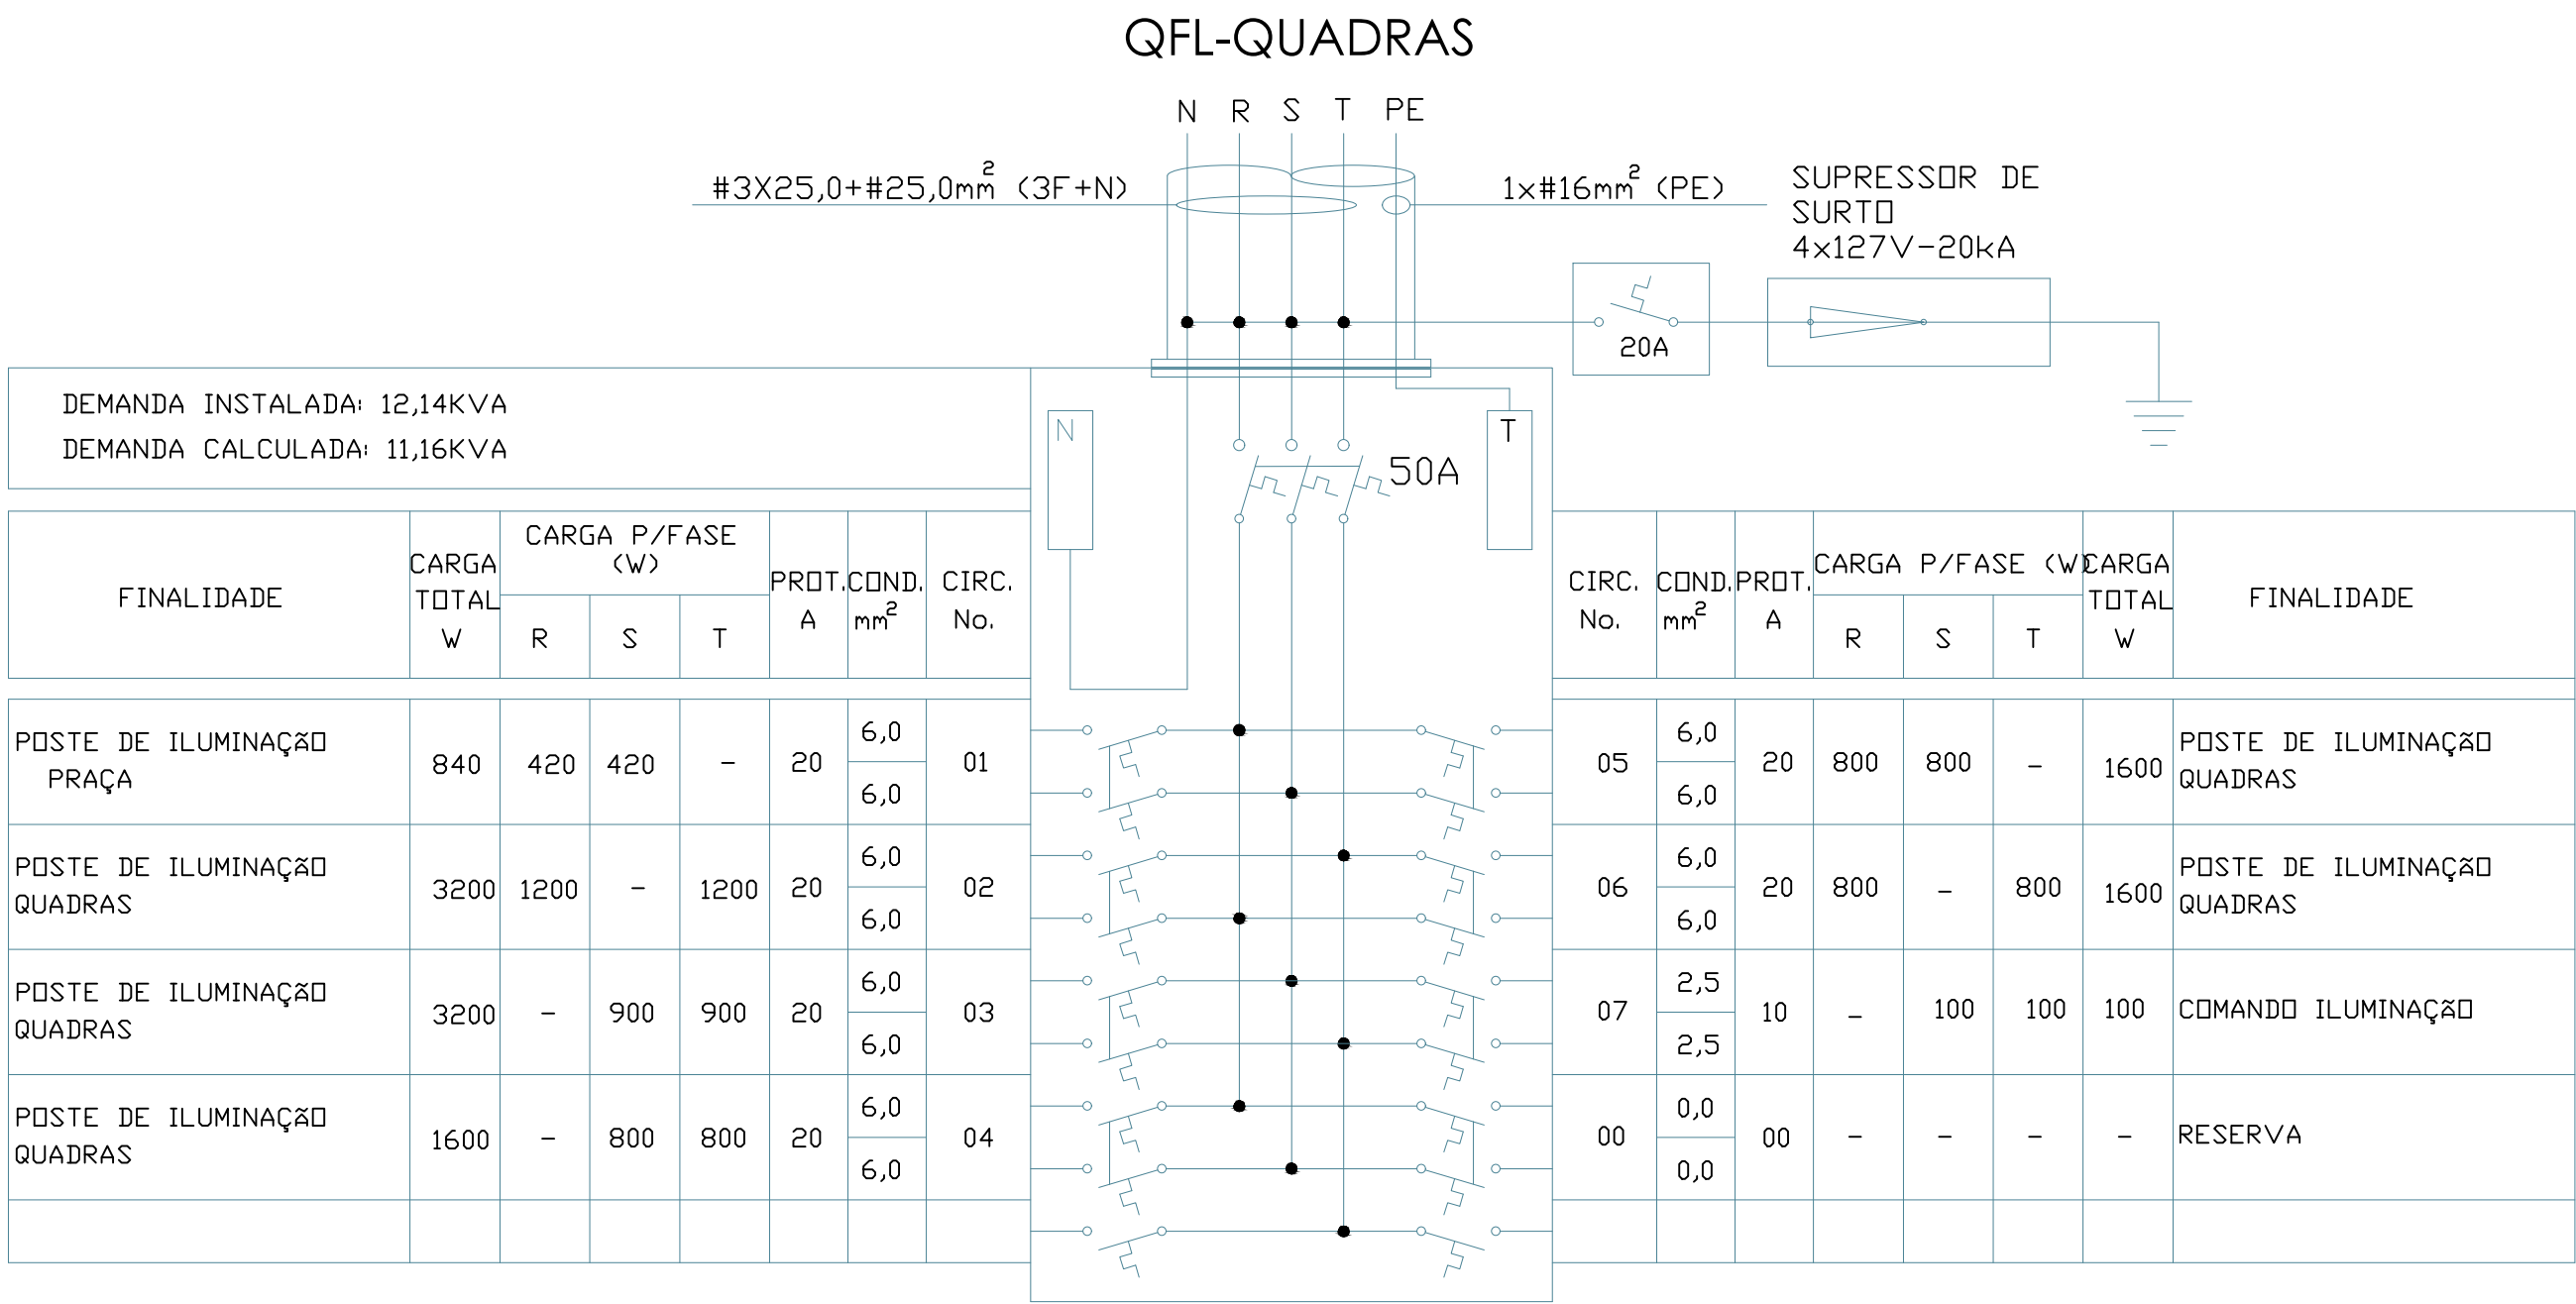 QFL-QUADRAS
N R S T PE
#3X25,0+#25,0mm² (3F+N)
1x#16mm² (PE)
SUPRESSOR DE
SURTO
4x127V-20kA
20A
DEMANDA INSTALADA: 12,14KVA
DEMANDA CALCULADA: 11,16KVA
N
T
50A
FINALIDADE
CARGA
TOTAL
W
CARGA P/FASE
(W)
R S T
PROT.
A
COND.
mm²
CIRC.
No.
CIRC.
No.
COND.
mm²
PROT.
A
CARGA P/FASE (W)
R S T
CARGA
TOTAL
W
FINALIDADE
POSTE DE ILUMINAÇÃO
PRAÇA
840 420 420 - 20
6,0
6,0
01
05
6,0
6,0
20 800 800 - 1600
POSTE DE ILUMINAÇÃO
QUADRAS
POSTE DE ILUMINAÇÃO
QUADRAS
3200 1200 - 1200 20
6,0
6,0
02
06
6,0
6,0
20 800 - 800 1600
POSTE DE ILUMINAÇÃO
QUADRAS
POSTE DE ILUMINAÇÃO
QUADRAS
3200 - 900 900 20
6,0
6,0
03
07
2,5
2,5
10 - 100 100 100
COMANDO ILUMINAÇÃO
POSTE DE ILUMINAÇÃO
QUADRAS
1600 - 800 800 20
6,0
6,0
04
00
0,0
0,0
00 - - - -
RESERVA